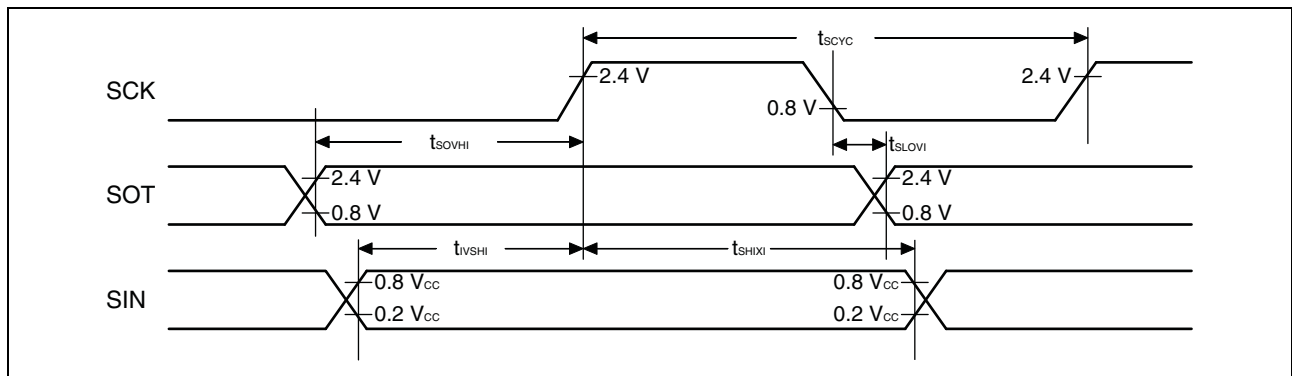 tSCYC
SCK
2.4 V
0.8 V
2.4 V
tSOVHI
tSLOVI
SOT
2.4 V
0.8 V
2.4 V
0.8 V
tIVSHI
tSHIXI
SIN
0.8 VCC
0.2 VCC
0.8 VCC
0.2 VCC